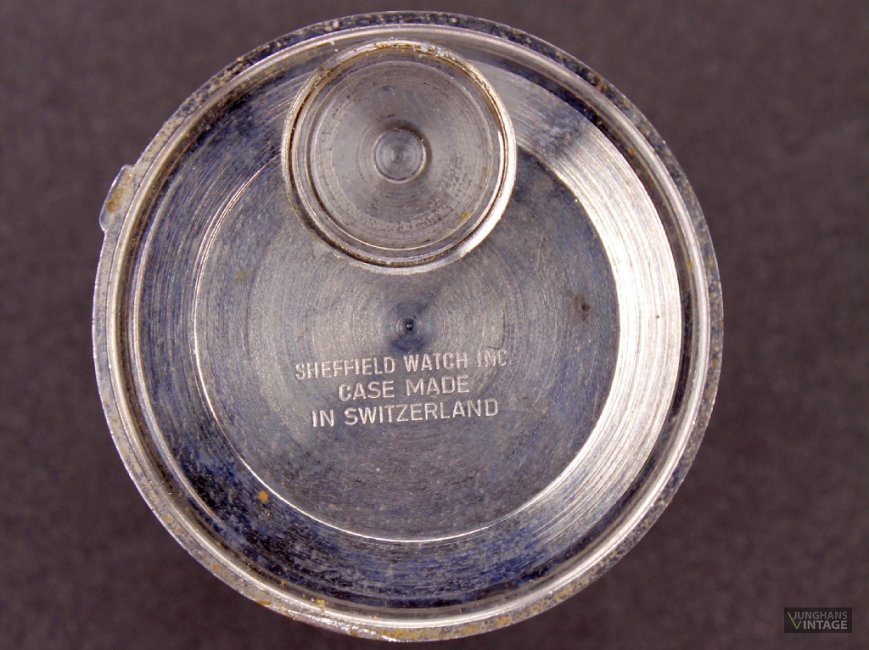 SHEFFIELD WATCH INC.
CASE MADE
IN SWITZERLAND
JUNGHANS
VINTAGE